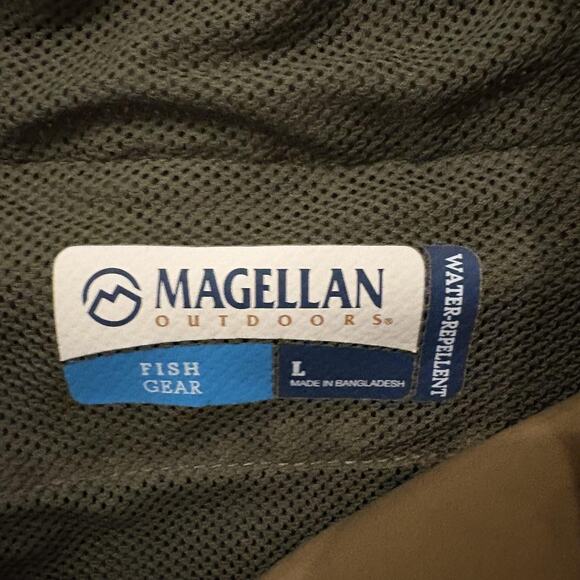 MAGELLAN
OUTDOORS®
FISH
GEAR
L
MADE IN BANGLADESH
WATER-REPELLENT